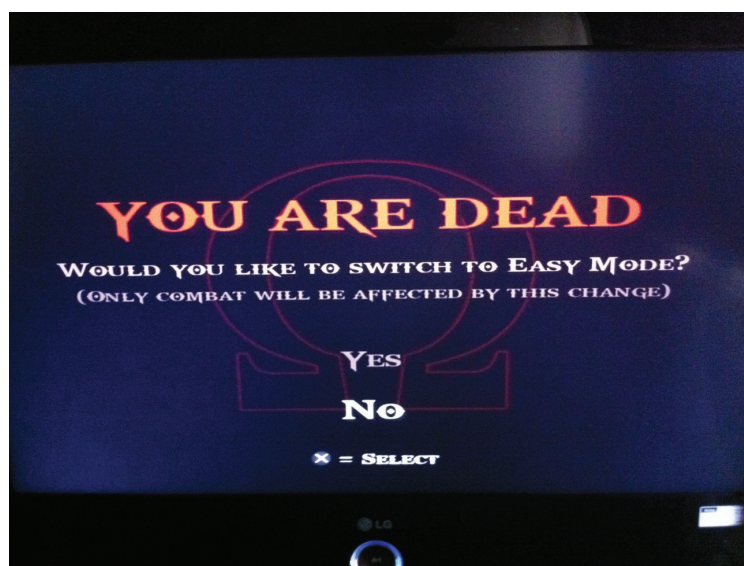 YOU ARE DEAD
WOULD YOU LIKE TO SWITCH TO EASY MODE?
(ONLY COMBAT WILL BE AFFECTED BY THIS CHANGE)
YES
NO
X = SELECT
LG